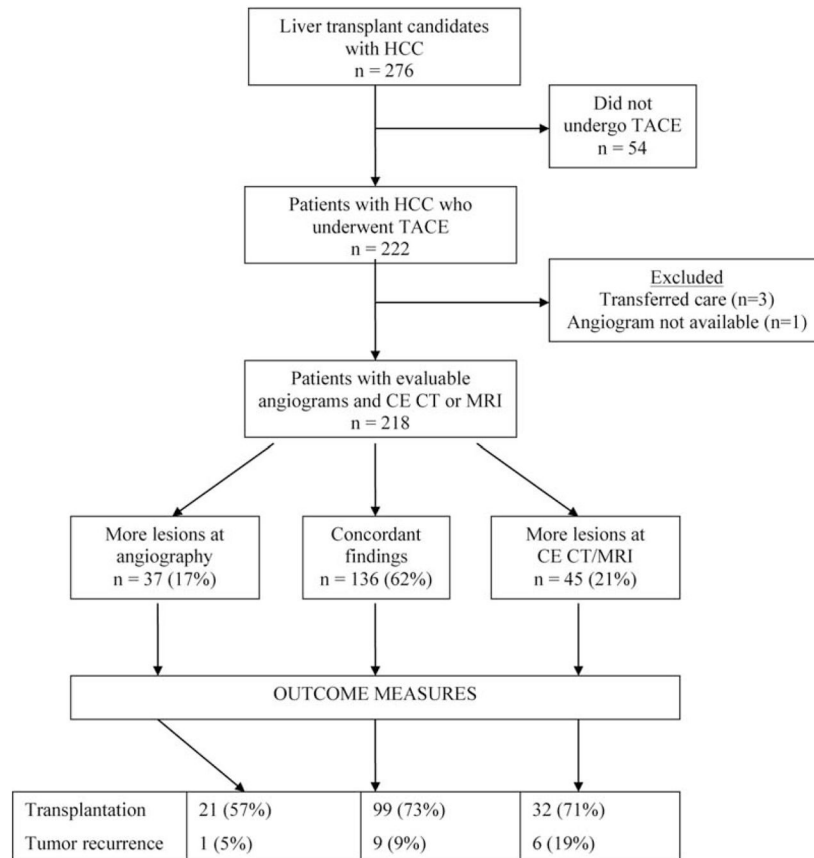 Liver transplant candidates
with HCC
n = 276
Did not
undergo TACE
n = 54
Patients with HCC who
underwent TACE
n = 222
Excluded
Transferred care (n=3)
Angiogram not available (n=1)
Patients with evaluable
angiograms and CE CT or MRI
n = 218
More lesions at
angiography
n = 37 (17%)
Concordant
findings
n = 136 (62%)
More lesions at
CE CT/MRI
n = 45 (21%)
OUTCOME MEASURES
Transplantation 21 (57%) 99 (73%) 32 (71%)
Tumor recurrence 1 (5%) 9 (9%) 6 (19%)